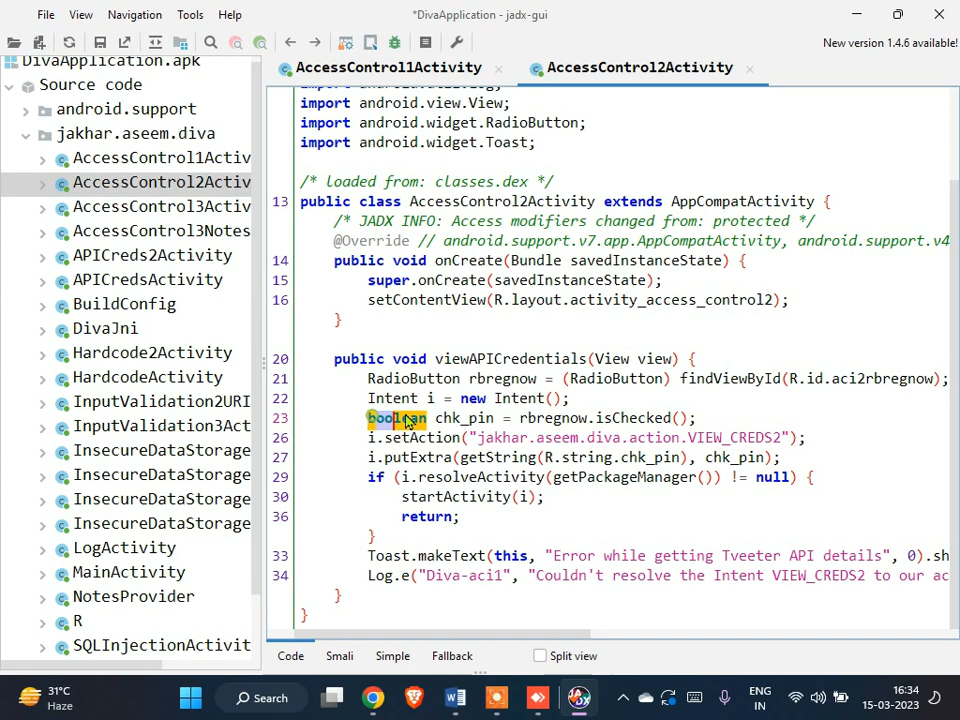 File View Navigation Tools Help *DivaApplication - jadx-gui
New version 1.4.6 available!
DivaApplication.apk
Source code
android.support
jakhar.aseem.diva
AccessControl1Activ
AccessControl2Activ
AccessControl3Activ
AccessControl3Notes
APICreds2Activity
APICredsActivity
BuildConfig
DivaJni
Hardcode2Activity
HardcodeActivity
InputValidation2URI
InputValidation3Act
InsecureDataStorage
InsecureDataStorage
InsecureDataStorage
InsecureDataStorage
LogActivity
MainActivity
NotesProvider
R
SQLInjectionActivit
AccessControl1Activity AccessControl2Activity
import android.view.View;
import android.widget.RadioButton;
import android.widget.Toast;
/* loaded from: classes.dex */
13 public class AccessControl2Activity extends AppCompatActivity {
/* JADX INFO: Access modifiers changed from: protected */
@Override // android.support.v7.app.AppCompatActivity, android.support.v4
14 public void onCreate(Bundle savedInstanceState) {
15 super.onCreate(savedInstanceState);
16 setContentView(R.layout.activity_access_control2);
}
20 public void viewAPICredentials(View view) {
21 RadioButton rbregnow = (RadioButton) findViewById(R.id.aci2rbregnow);
22 Intent i = new Intent();
23 boolean chk_pin = rbregnow.isChecked();
26 i.setAction("jakhar.aseem.diva.action.VIEW_CREDS2");
27 i.putExtra(getString(R.string.chk_pin), chk_pin);
29 if (i.resolveActivity(getPackageManager()) != null) {
30 startActivity(i);
36 return;
}
33 Toast.makeText(this, "Error while getting Tveeter API details", 0).sh
34 Log.e("Diva-aci1", "Couldn't resolve the Intent VIEW_CREDS2 to our ac
}
}
Code Smali Simple Fallback Split view
31°C
Haze
Search
ENG
IN
16:34
15-03-2023